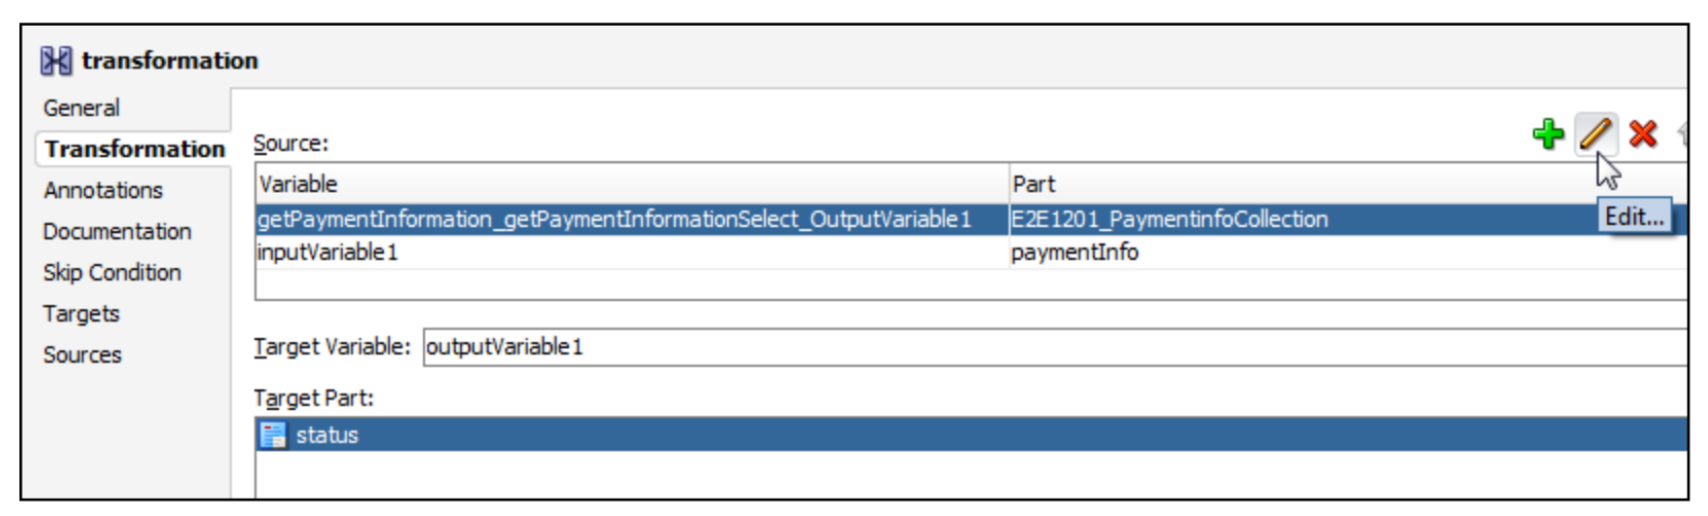 transformation
General
Transformation
Annotations
Documentation
Skip Condition
Targets
Sources
Source:
Variable Part
getPaymentInformation_getPaymentInformationSelect_OutputVariable1 E2E1201_PaymentinfoCollection
Edit...
inputVariable1 paymentInfo
Target Variable: outputVariable1
Target Part:
status